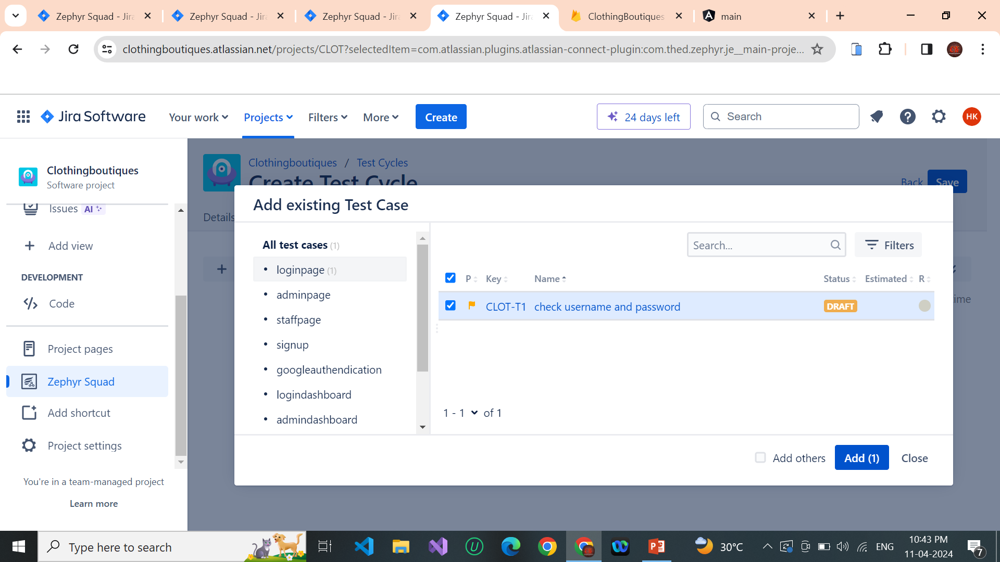 Zephyr Squad - Jira
Zephyr Squad - Jira
Zephyr Squad - Jira
Zephyr Squad - Jira
ClothingBoutiques
main
clothingboutiques.atlassian.net/projects/CLOT?selectedItem=com.atlassian.plugins.atlassian-connect-plugin:com.thed.zephyr.je__main-proje...
Jira Software
Your work
Projects
Filters
More
Create
24 days left
Search
HK
Clothingboutiques
Software project
Issues AI
Add view
DEVELOPMENT
Code
Project pages
Zephyr Squad
Add shortcut
Project settings
You're in a team-managed project
Learn more
Clothingboutiques / Test Cycles
Create Test Cycle
Back
Save
Details
Add existing Test Case
All test cases (1)
• loginpage (1)
• adminpage
• staffpage
• signup
• googleauthendication
• logindashboard
• admindashboard
Search...
Filters
P Key Name Status Estimated R
CLOT-T1 check username and password DRAFT
ime
1 - 1 of 1
Add others
Add (1)
Close
Type here to search
30°C
ENG
10:43 PM
11-04-2024
7